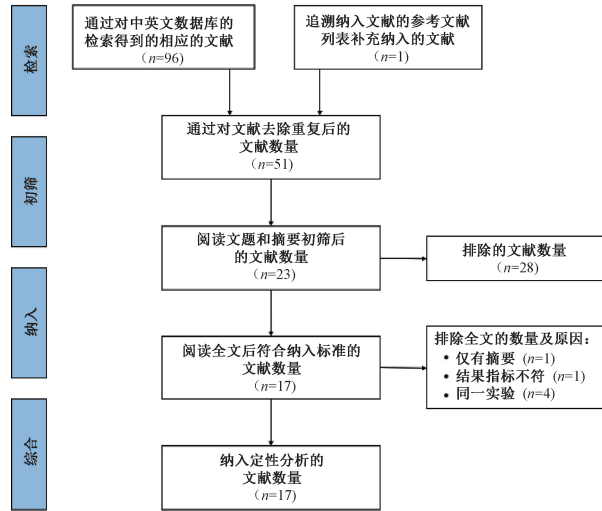 检索
通过对中英文数据库的
检索得到的相应的文献
(n=96)
追溯纳入文献的参考文献
列表补充纳入的文献
(n=1)
通过对文献去除重复后的
文献数量
(n=51)
初筛
阅读文题和摘要初筛后
的文献数量
(n=23)
排除的文献数量
(n=28)
纳入
阅读全文后符合纳入标准的
文献数量
(n=17)
排除全文的数量及原因:
• 仅有摘要 (n=1)
• 结果指标不符 (n=1)
• 同一实验 (n=4)
综合
纳入定性分析的
文献数量
(n=17)